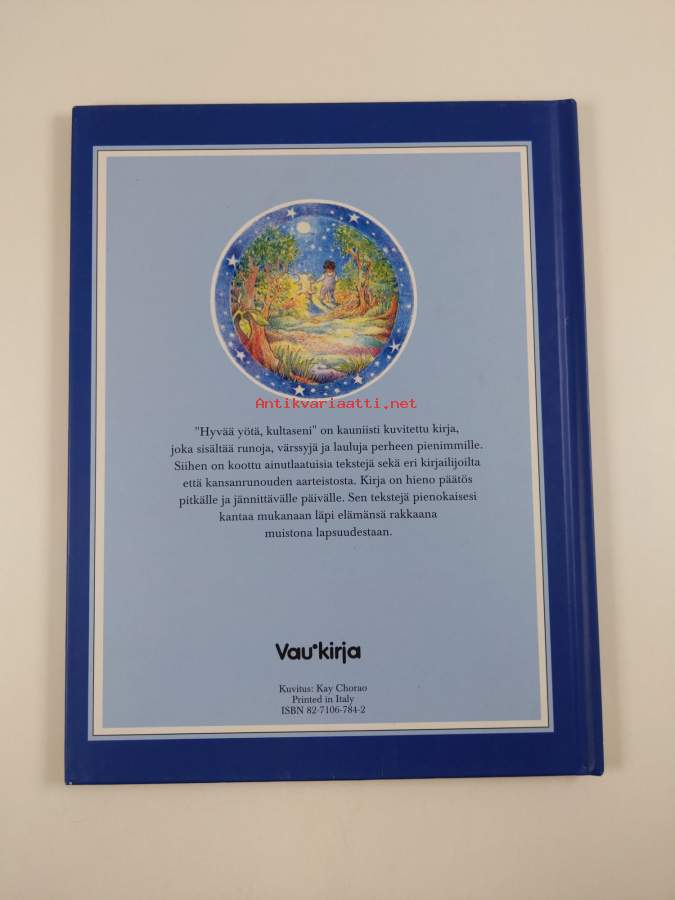 Antikvariaatti.net
"Hyvää yötä, kultaseni" on kauniisti kuvitettu kirja,
joka sisältää runoja, värssyjä ja lauluja perheen pienimmille.
Siihen on koottu ainutlaatuisia tekstejä sekä eri kirjailijoilta
että kansanrunouden aarteistosta. Kirja on hieno päätös
pitkälle ja jännittävälle päivälle. Sen tekstejä pienokaisesi
kantaa mukanaan läpi elämänsä rakkaana
muistona lapsuudestaan.
Vau·kirja
Kuvitus: Kay Chorao
Printed in Italy
ISBN 82-7106-784-2